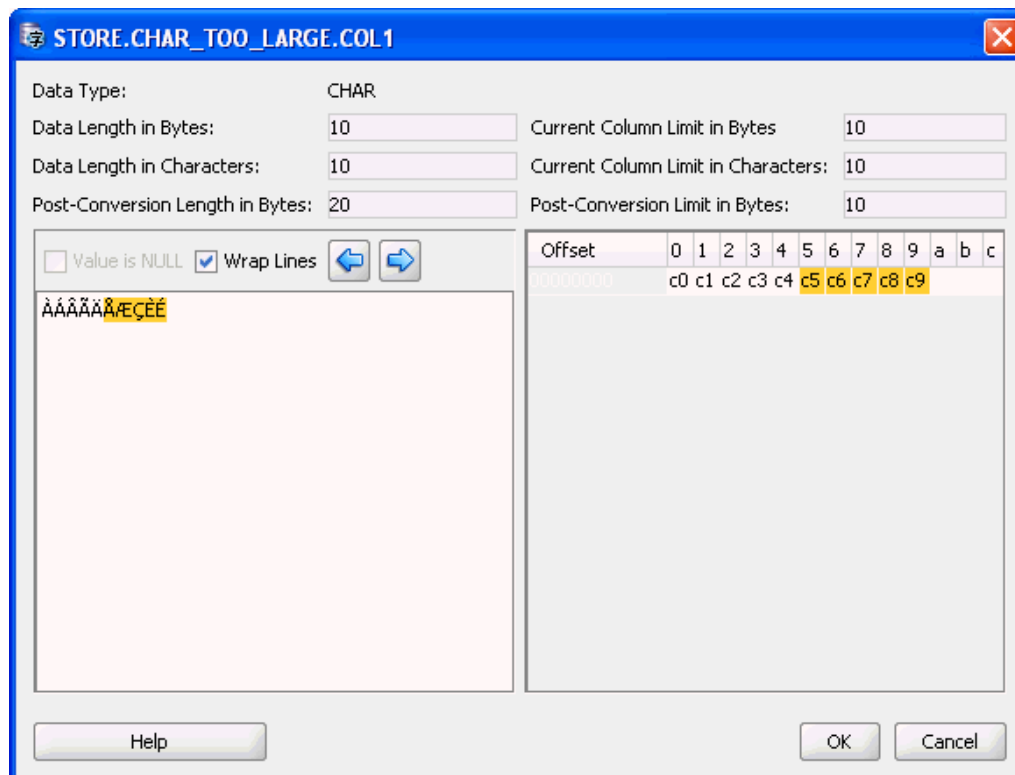 STORE.CHAR_TOO_LARGE.COL1
Data Type: CHAR
Data Length in Bytes: 10 Current Column Limit in Bytes 10
Data Length in Characters: 10 Current Column Limit in Characters: 10
Post-Conversion Length in Bytes: 20 Post-Conversion Limit in Bytes: 10
Value is NULL Wrap Lines
ÀÁÂÃÄÅÆÇÈÉ
Offset 0 1 2 3 4 5 6 7 8 9 a b c
00000000 c0 c1 c2 c3 c4 c5 c6 c7 c8 c9
Help OK Cancel